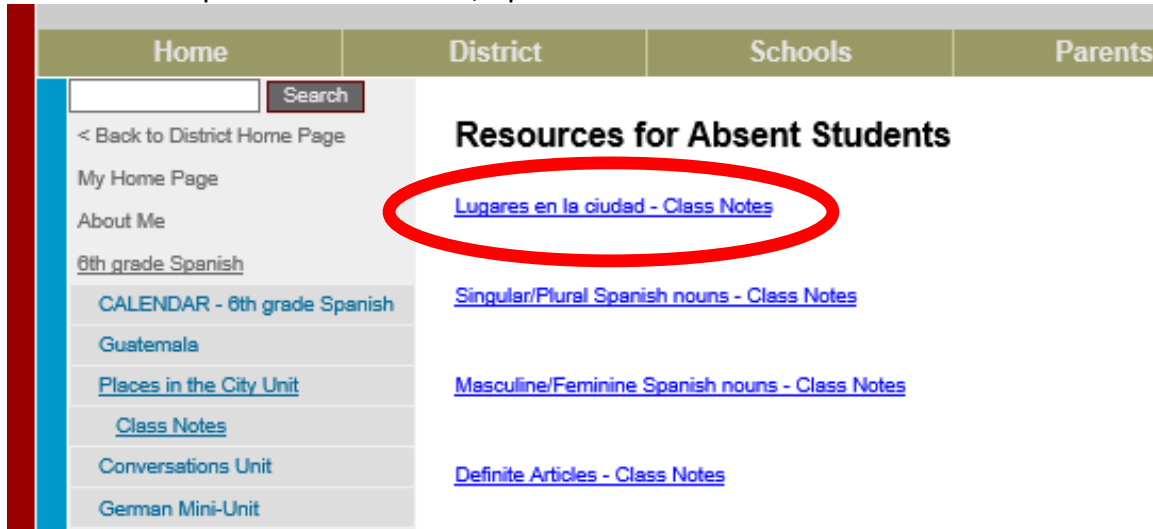 Home District Schools Parents
Search
< Back to District Home Page
My Home Page
About Me
6th grade Spanish
CALENDAR - 6th grade Spanish
Guatemala
Places in the City Unit
Class Notes
Conversations Unit
German Mini-Unit
Resources for Absent Students
Lugares en la ciudad - Class Notes
Singular/Plural Spanish nouns - Class Notes
Masculine/Feminine Spanish nouns - Class Notes
Definite Articles - Class Notes